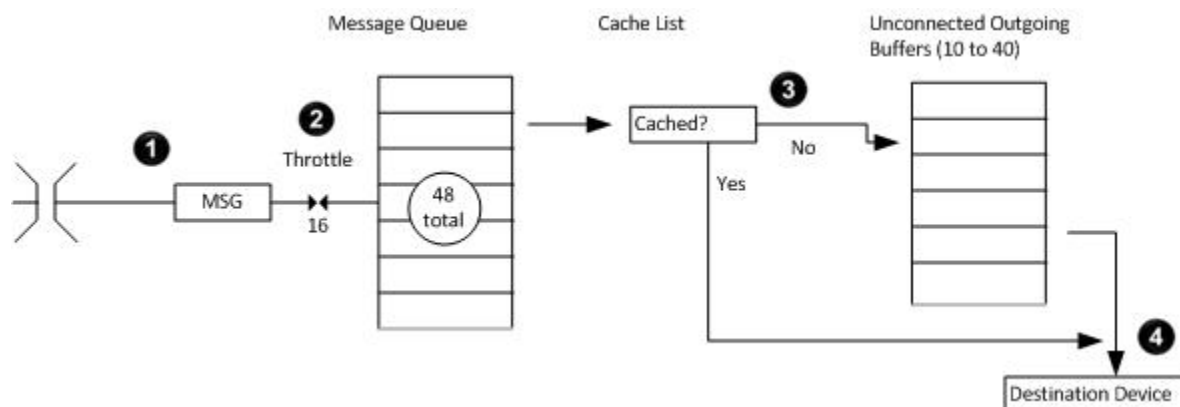 Message Queue
Cache List
Unconnected Outgoing
Buffers (10 to 40)
1
2
Throttle
MSG
16
48
total
Cached?
3
No
Yes
4
Destination Device